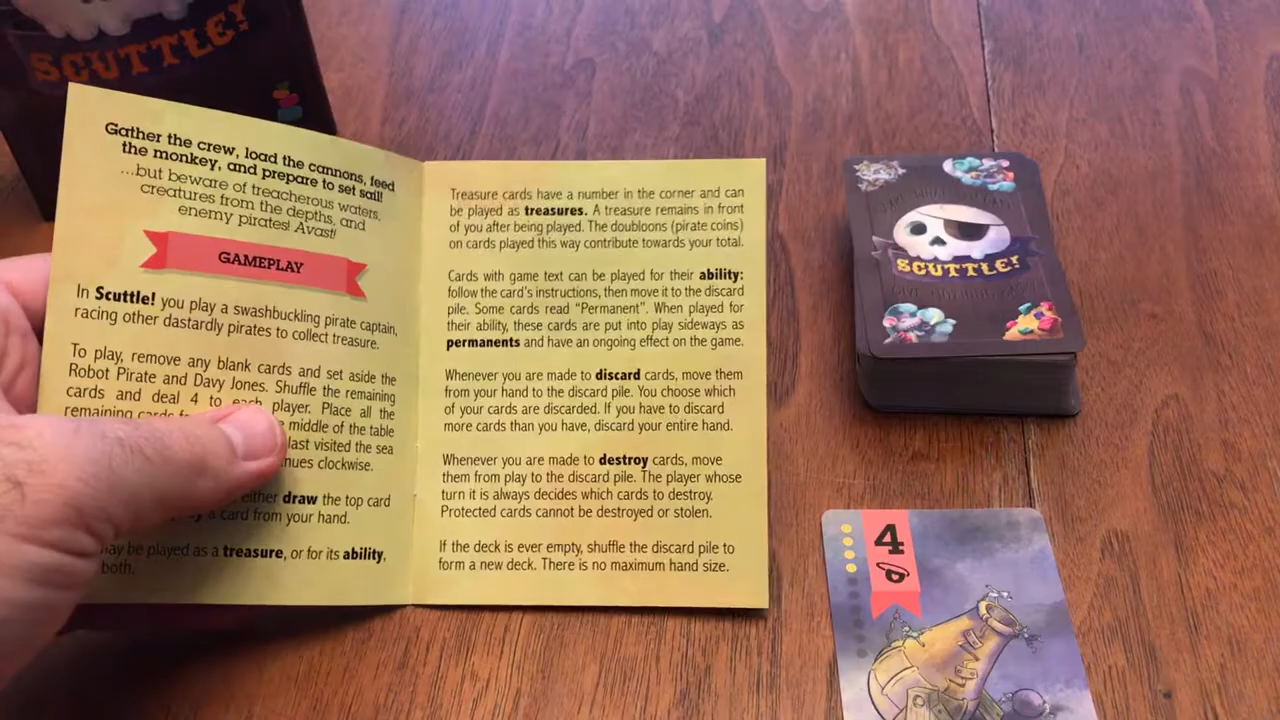 SCUTTLE!
Gather the crew, load the cannons, feed
the monkey, and prepare to set sail!
...but beware of treacherous waters,
creatures from the depths, and
enemy pirates! Avast!
GAMEPLAY
In Scuttle! you play a swashbuckling pirate captain,
racing other dastardly pirates to collect treasure.
To play, remove any blank cards and set aside the
Robot Pirate and Davy Jones. Shuffle the remaining
cards and deal 4 to each player. Place all the
remaining cards
middle of the table
last visited the sea
clockwise.
either draw the top card
a card from your hand.
may be played as a treasure, or for its ability,
both.
Treasure cards have a number in the corner and can
be played as treasures. A treasure remains in front
of you after being played. The doubloons (pirate coins)
on cards played this way contribute towards your total.
Cards with game text can be played for their ability:
follow the card's instructions, then move it to the discard
pile. Some cards read “Permanent”. When played for
their ability, these cards are put into play sideways as
permanents and have an ongoing effect on the game.
Whenever you are made to discard cards, move them
from your hand to the discard pile. You choose which
of your cards are discarded. If you have to discard
more cards than you have, discard your entire hand.
Whenever you are made to destroy cards, move
them from play to the discard pile. The player whose
turn it is always decides which cards to destroy.
Protected cards cannot be destroyed or stolen.
If the deck is ever empty, shuffle the discard pile to
form a new deck. There is no maximum hand size.
SCUTTLE!
4